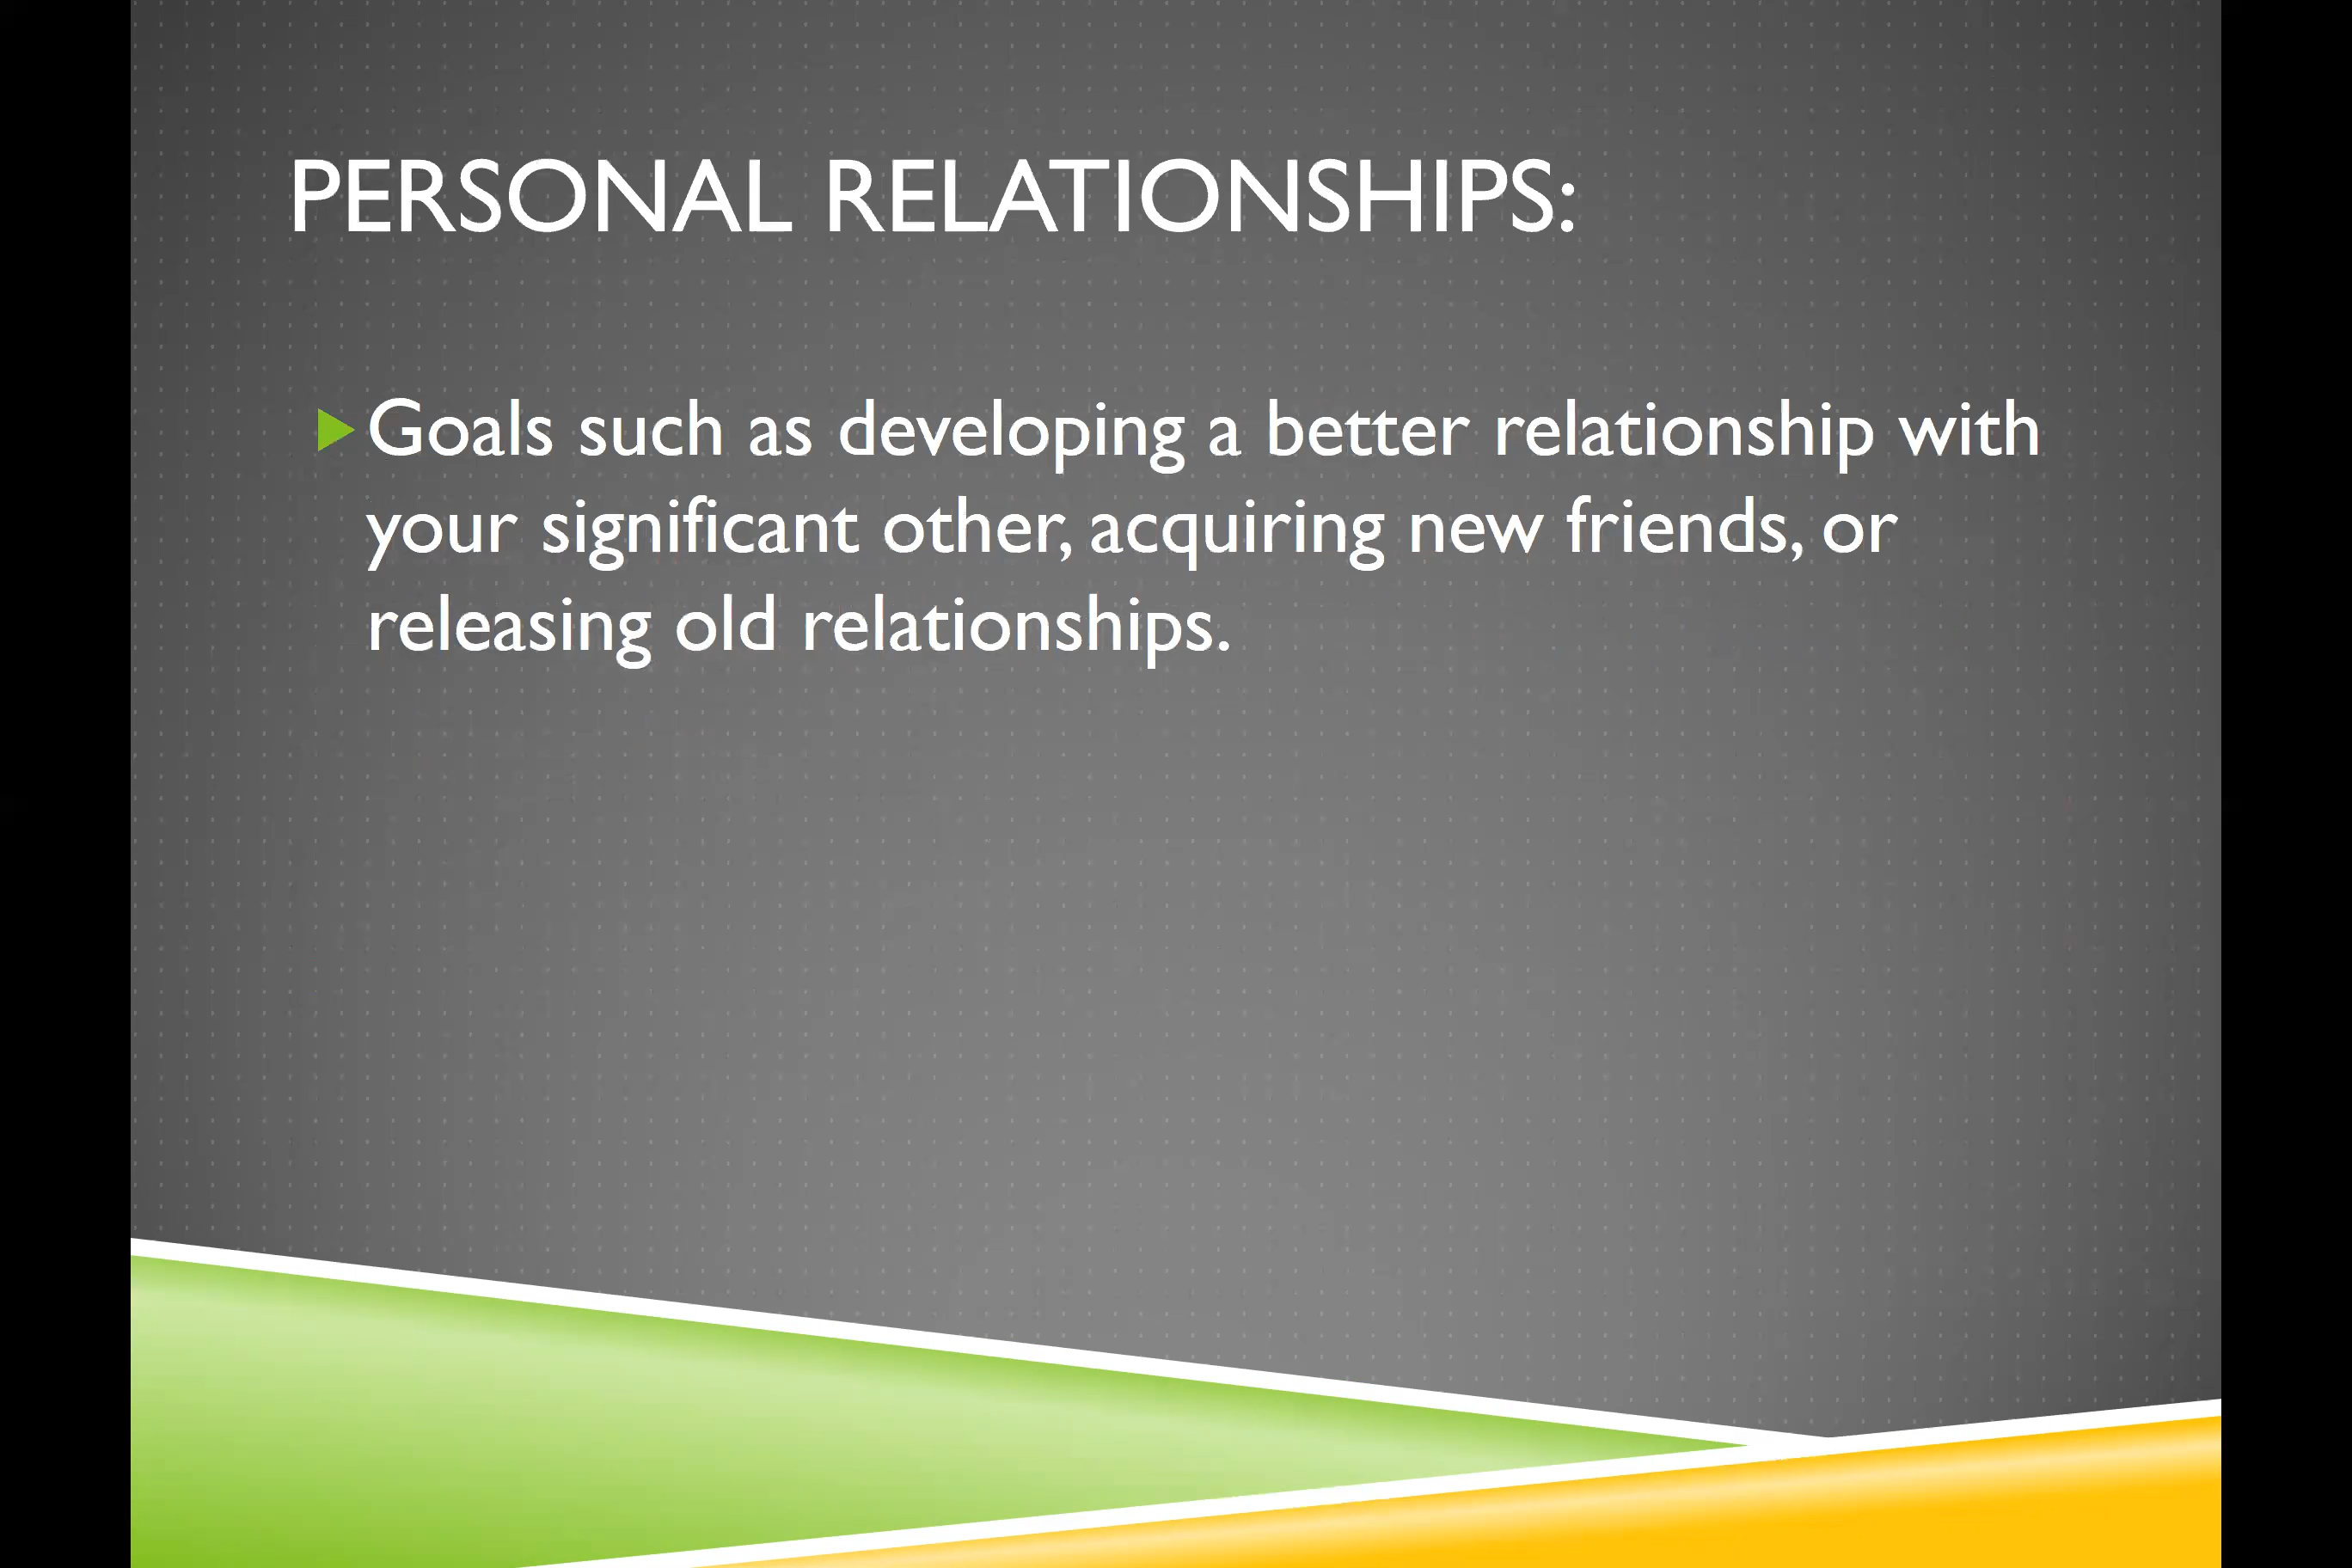 PERSONAL RELATIONSHIPS:
Goals such as developing a better relationship with
your significant other, acquiring new friends, or
releasing old relationships.